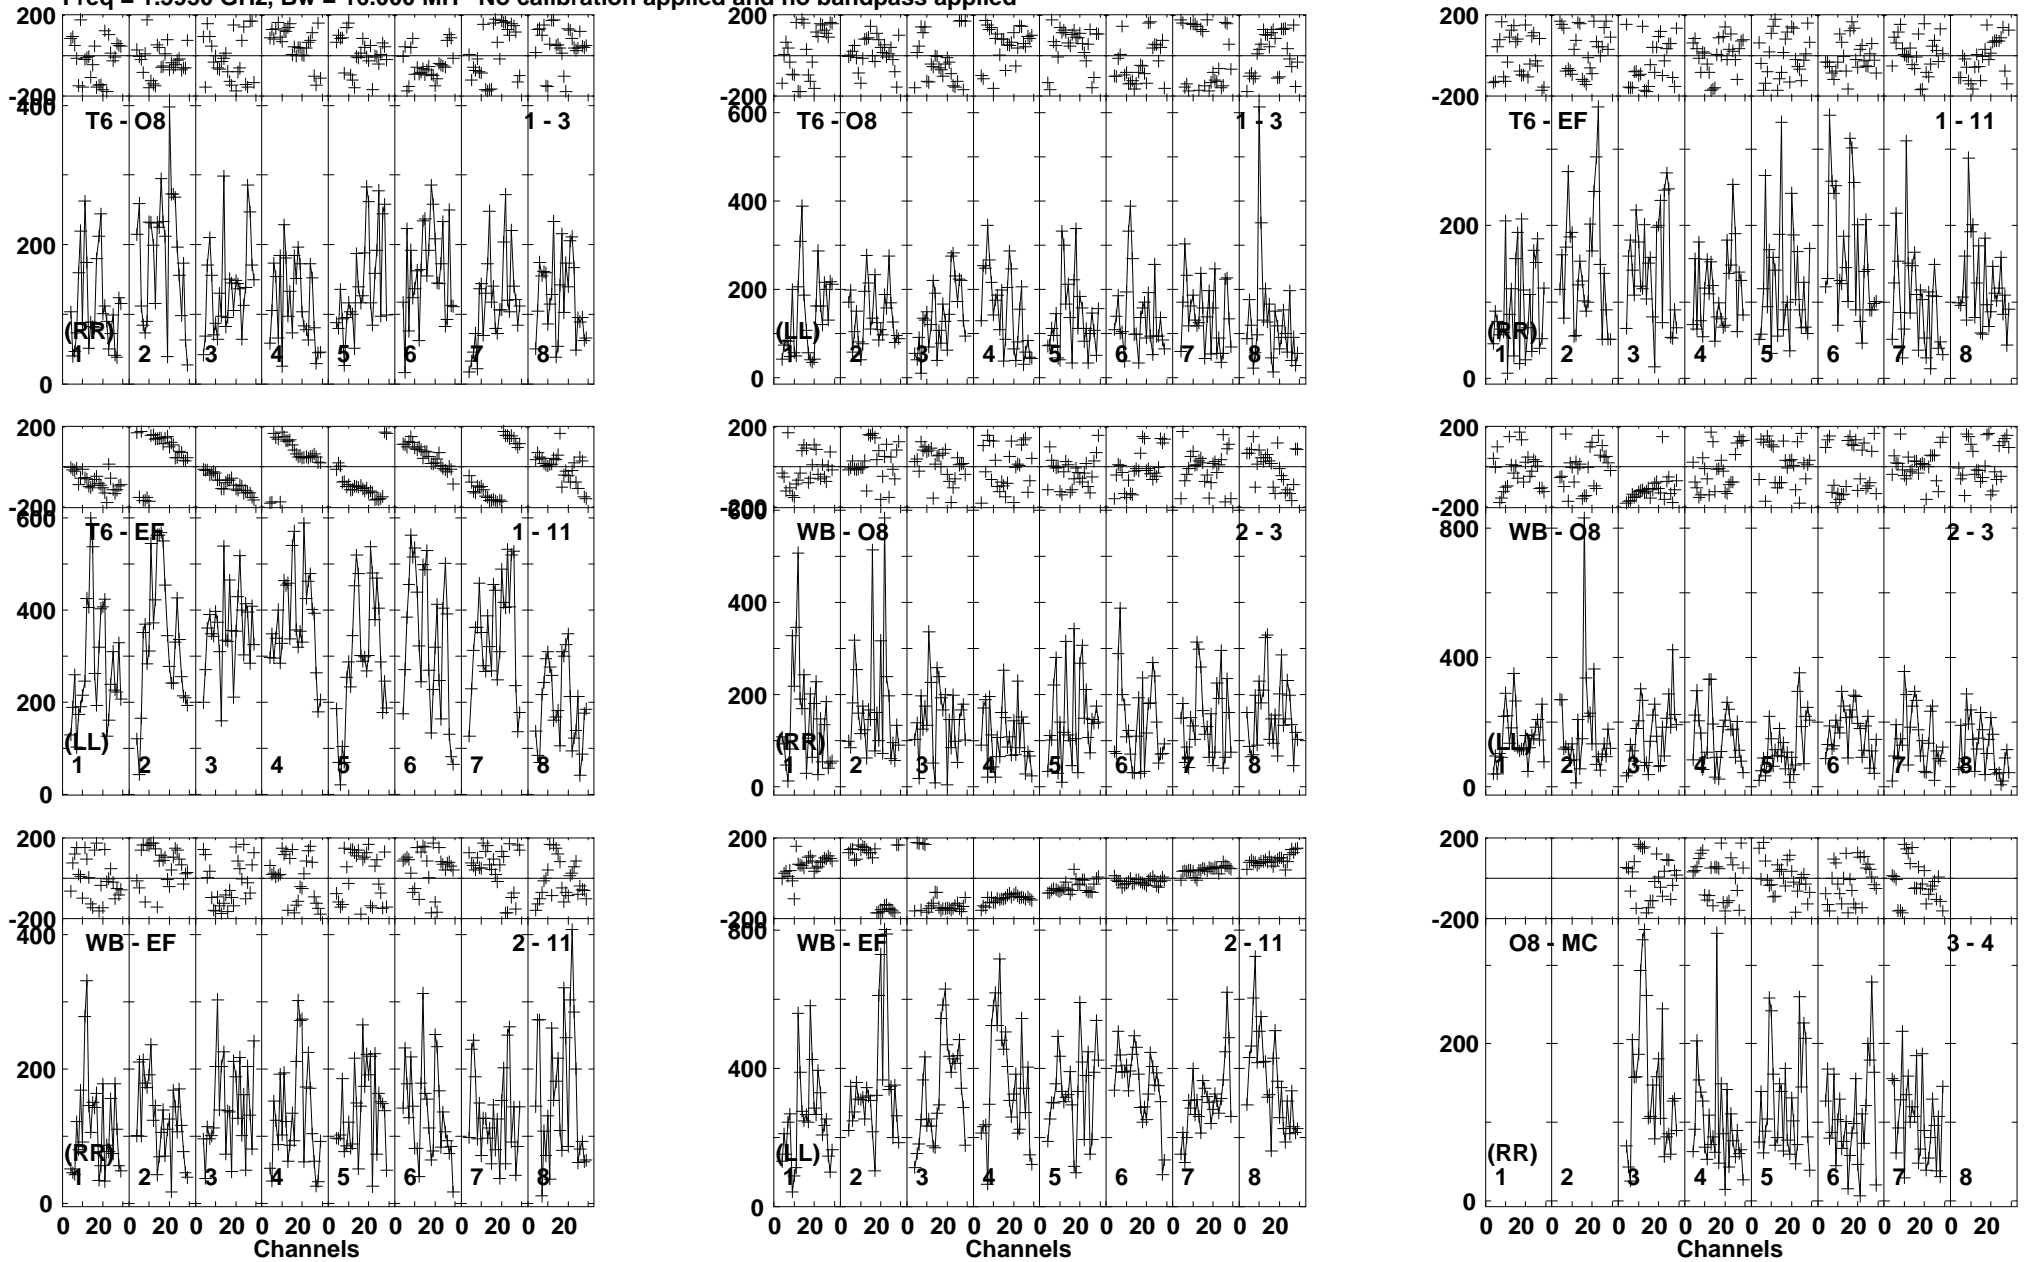 Freq = 1.5950 GHz, Bw = 16.000 MH No calibration applied and no bandpass applied
200 200 200
-200 -200 -200
400 600
T6 - O8 1 - 3 T6 - O8 1 - 3 T6 - EF 1 - 11
400
200 200 200
(RR) (LL) (RR)
1 2 3 4 5 6 7 8 1 2 3 4 5 6 7 8 1 2 3 4 5 6 7 8
0 0 0
200 200 200
-200 -200 -200
600 600
T6 - EF 1 - 11 WB - O8 2 - 3 WB - O8 2 - 3
800
400 400
400
200 200
(LL) (RR) (LL)
1 2 3 4 5 6 7 8 1 2 3 4 5 6 7 8 1 2 3 4 5 6 7 8
0 0 0
200 200 200
-200 -200 -200
400 800
WB - EF 2 - 11 WB - EF 2 - 11 O8 - MC 3 - 4
200 400 200
(RR) (LL) (RR)
1 2 3 4 5 6 7 8 1 2 3 4 5 6 7 8 1 2 3 4 5 6 7 8
0 0 0
0 20 0 20 0 20 0 20 0 20 0 20 0 20 0 20 0 20 0 20 0 20 0 20 0 20 0 20 0 20 0 20 0 20 0 20 0 20 0 20 0 20 0 20 0 20 0 20
Channels Channels Channels